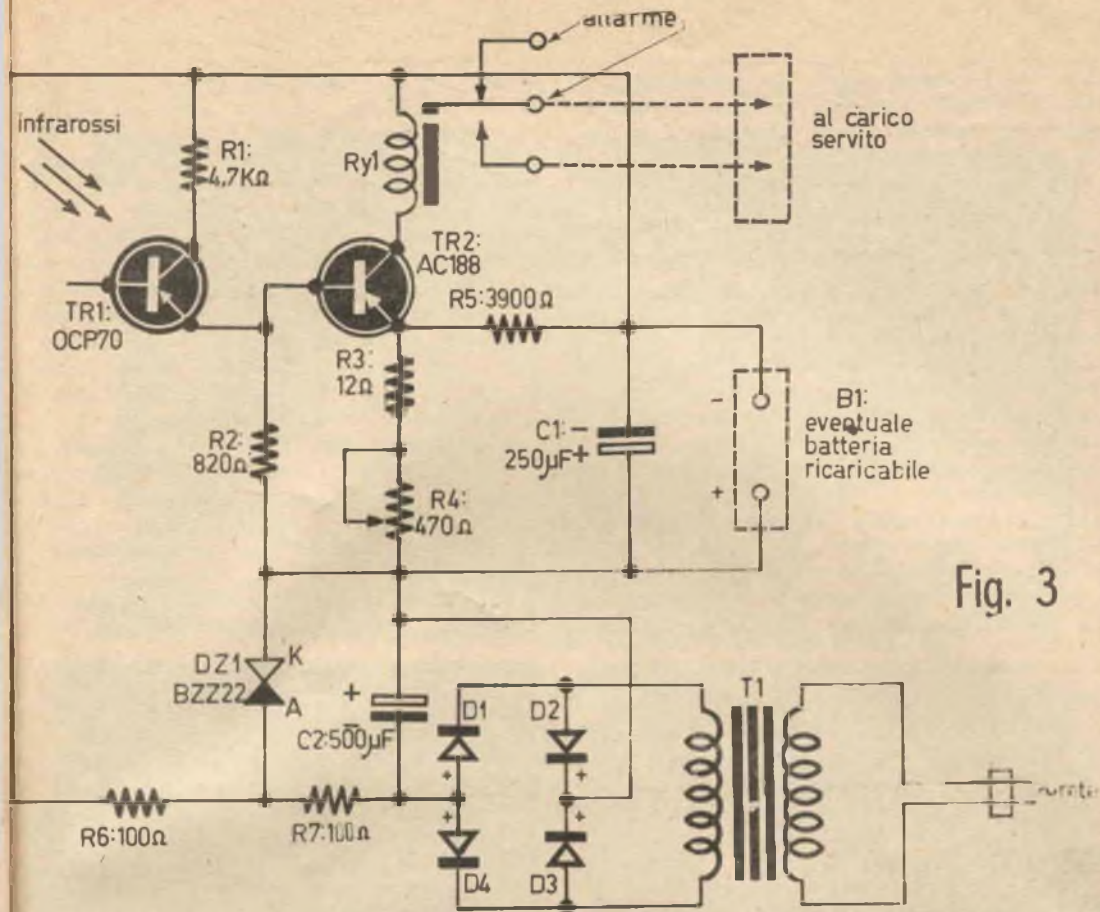 allarme
infrarossi
R1:
4,7KΩ
Ry1
al carico
servito
TR1:
OCP70
TR2:
AC188
R5:3900Ω
R3:
12Ω
R2:
820Ω
R4:
470Ω
C1:
-
+
250µF
-
+
B1:
eventuale
batteria
ricaricabile
Fig. 3
DZ1
BZZ22
K
A
+
C2:500µF
D1
D2
+
+
+
+
D4
D3
T1
R6:100Ω
R7:100Ω